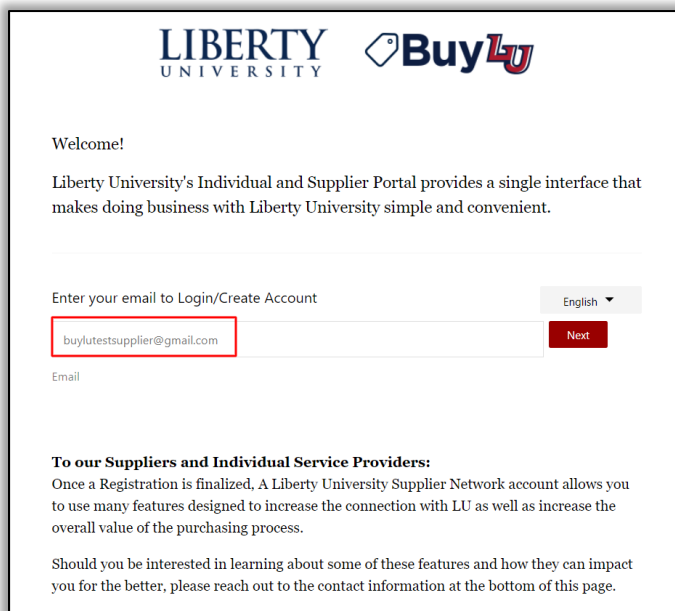 LIBERTY
UNIVERSITY
BuyLU
Welcome!
Liberty University's Individual and Supplier Portal provides a single interface that
makes doing business with Liberty University simple and convenient.
Enter your email to Login/Create Account
English
buylutestsupplier@gmail.com
Next
Email
To our Suppliers and Individual Service Providers:
Once a Registration is finalized, A Liberty University Supplier Network account allows you
to use many features designed to increase the connection with LU as well as increase the
overall value of the purchasing process.
Should you be interested in learning about some of these features and how they can impact
you for the better, please reach out to the contact information at the bottom of this page.